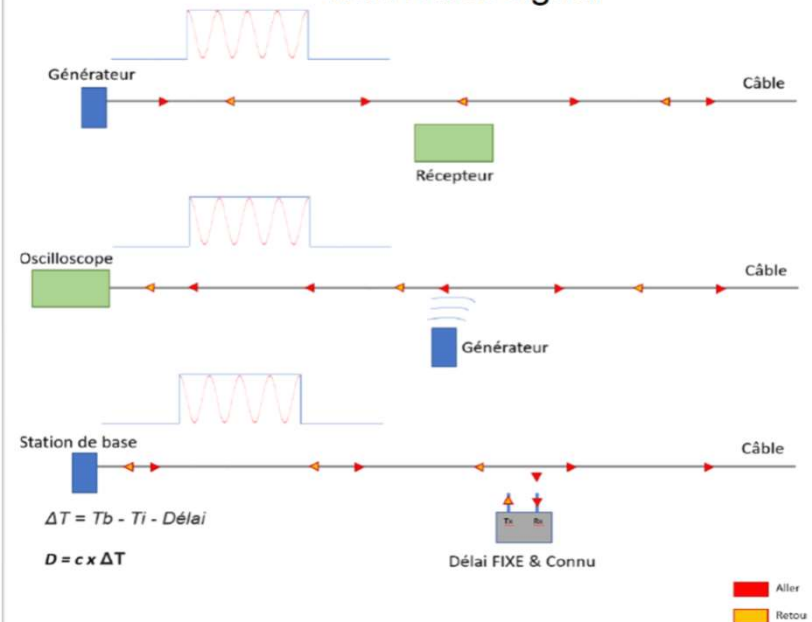 Générateur
Câble
Récepteur
Oscilloscope
Câble
Générateur
Station de base
Câble
ΔT = Tb - Ti - Délai
Tx Rx
D = c x ΔT
Délai FIXE & Connu
Aller